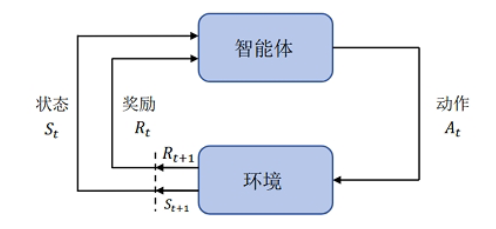 智能体
状态
S_t
奖励
R_t
动作
A_t
R_{t+1}
环境
S_{t+1}